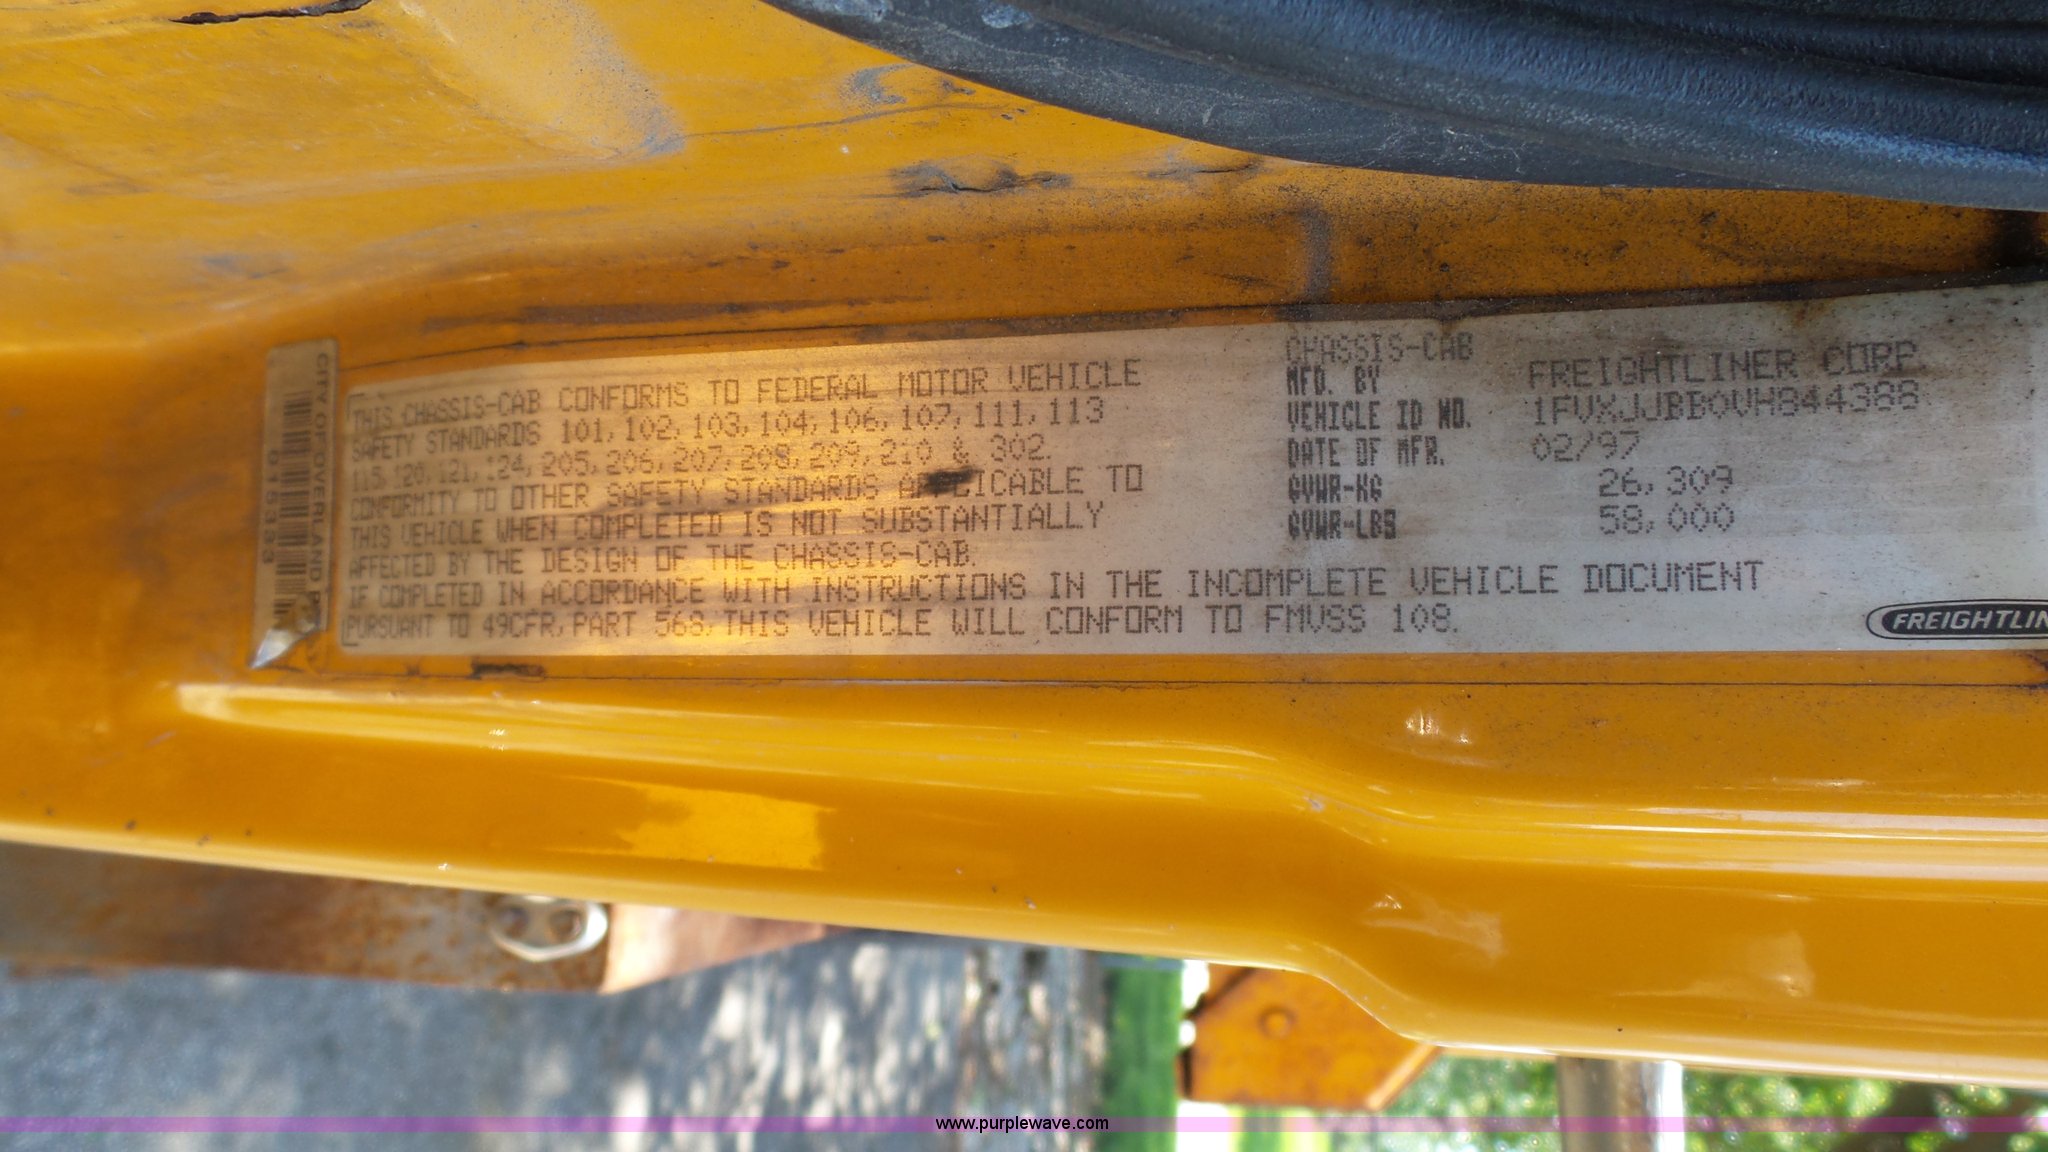 CITY OF OVERLAND P
01533
THIS CHASSIS-CAB CONFORMS TO FEDERAL MOTOR VEHICLE
SAFETY STANDARDS 101, 102, 103, 104, 106, 107, 111, 113
115, 120, 121, 124, 205, 206, 207, 208, 209, 210 & 302.
CONFORMITY TO OTHER SAFETY STANDARDS APPLICABLE TO
THIS VEHICLE WHEN COMPLETED IS NOT SUBSTANTIALLY
AFFECTED BY THE DESIGN OF THE CHASSIS-CAB.
IF COMPLETED IN ACCORDANCE WITH INSTRUCTIONS IN THE INCOMPLETE VEHICLE DOCUMENT
PURSUANT TO 49CFR, PART 568, THIS VEHICLE WILL CONFORM TO FMVSS 108.
CHASSIS-CAB
MFD. BY FREIGHTLINER CORP.
VEHICLE ID NO. 1FVXJJBB0VH844388
DATE OF MFR. 02/97
GVWR-KG 26,309
GVWR-LBS 58,000
FREIGHTLIN
www.purplewave.com